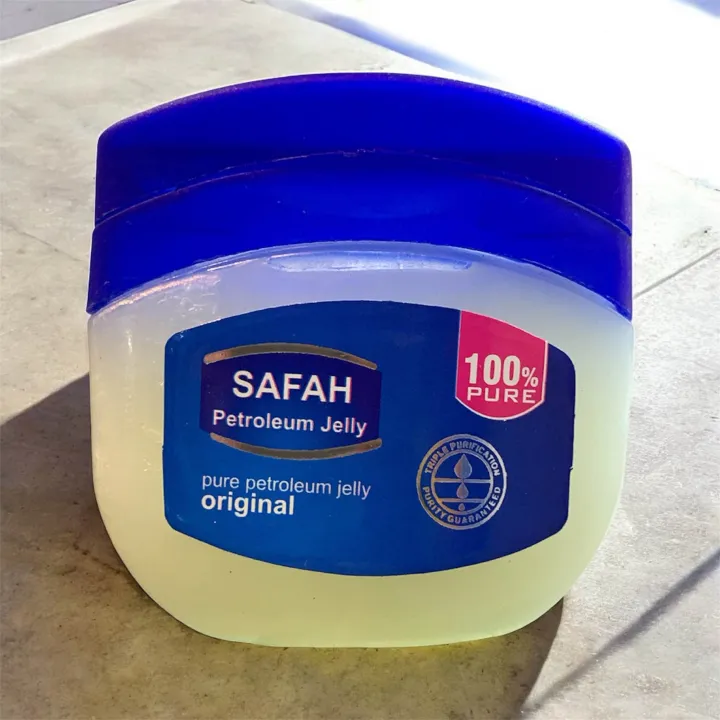 SAFAH
Petroleum Jelly
pure petroleum jelly
original
100%
PURE
TRIPLE PURIFICATION
PURITY GUARANTEED